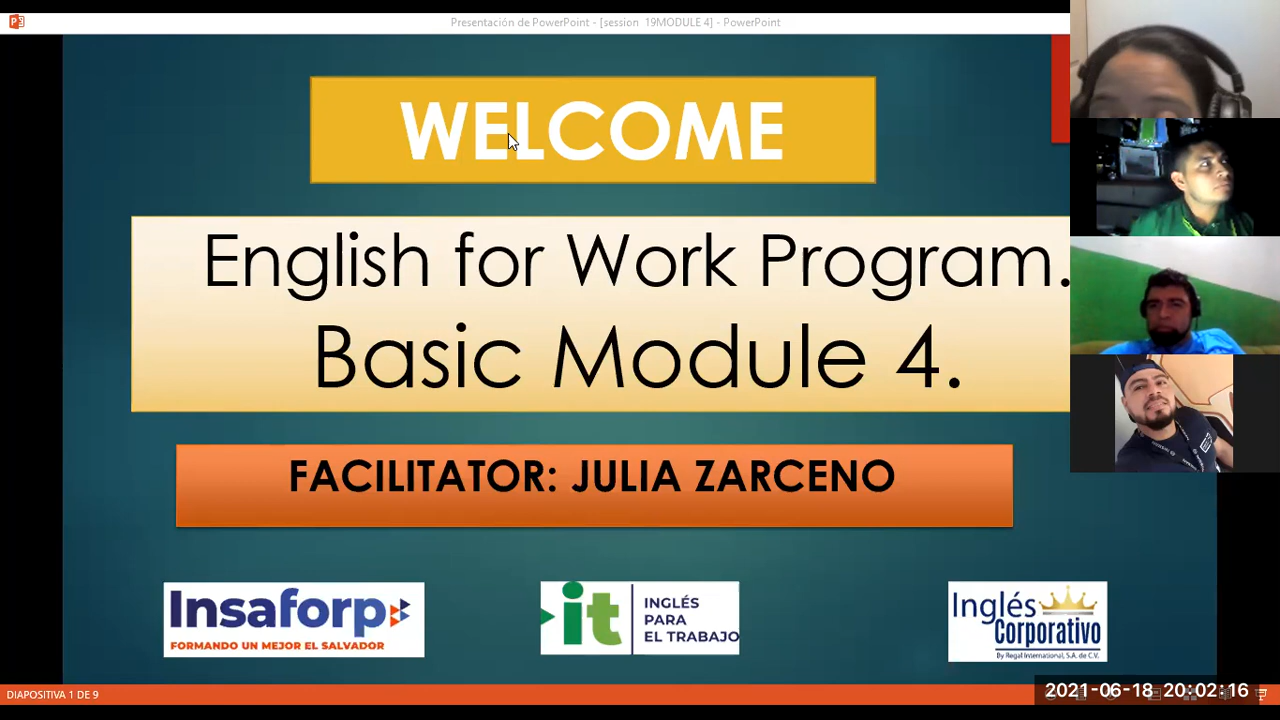 Presentación de PowerPoint - [session 19MODULE 4] - PowerPoint
WELCOME
English for Work Program.
Basic Module 4.
FACILITATOR: JULIA ZARCENO
Insaforp
FORMANDO UN MEJOR EL SALVADOR
it
INGLÉS
PARA
EL TRABAJO
Inglés
Corporativo
By Regal International, S.A. de C.V.
DIAPOSITIVA 1 DE 9
2021-06-18 20:02:16